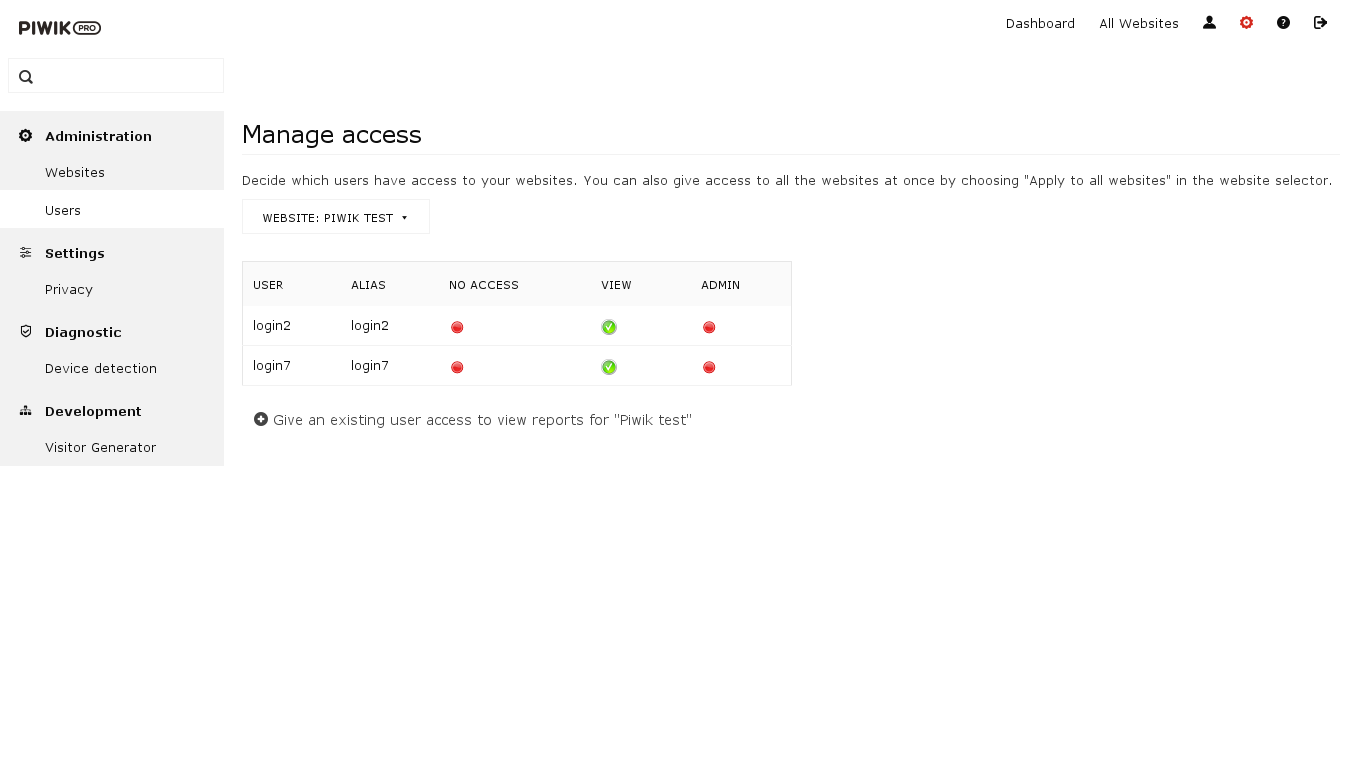 PIWIK PRO
Dashboard All Websites
Administration
Websites
Users
Settings
Privacy
Diagnostic
Device detection
Development
Visitor Generator
Manage access
Decide which users have access to your websites. You can also give access to all the websites at once by choosing "Apply to all websites" in the website selector.
WEBSITE: PIWIK TEST
USER ALIAS NO ACCESS VIEW ADMIN
login2 login2
login7 login7
Give an existing user access to view reports for "Piwik test"